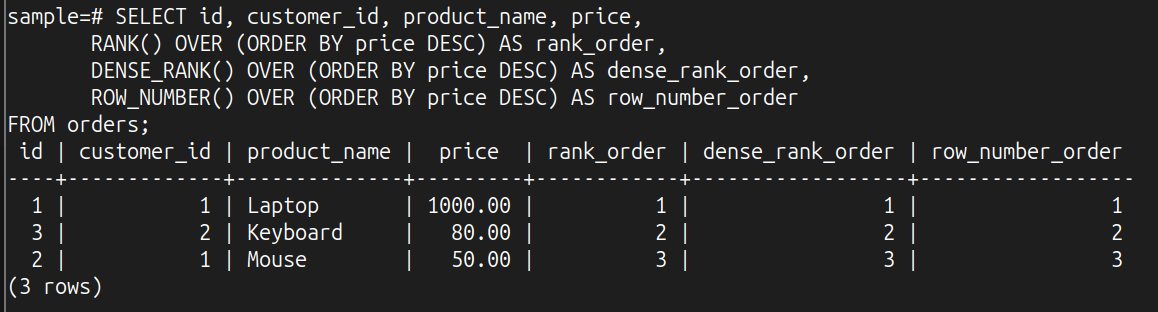 sample=# SELECT id, customer_id, product_name, price,
       RANK() OVER (ORDER BY price DESC) AS rank_order,
       DENSE_RANK() OVER (ORDER BY price DESC) AS dense_rank_order,
       ROW_NUMBER() OVER (ORDER BY price DESC) AS row_number_order
FROM orders;
 id | customer_id | product_name |  price  | rank_order | dense_rank_order | row_number_order
----+-------------+--------------+---------+------------+------------------+------------------
  1 |           1 | Laptop       | 1000.00 |          1 |                1 |                1
  3 |           2 | Keyboard     |   80.00 |          2 |                2 |                2
  2 |           1 | Mouse        |   50.00 |          3 |                3 |                3
(3 rows)